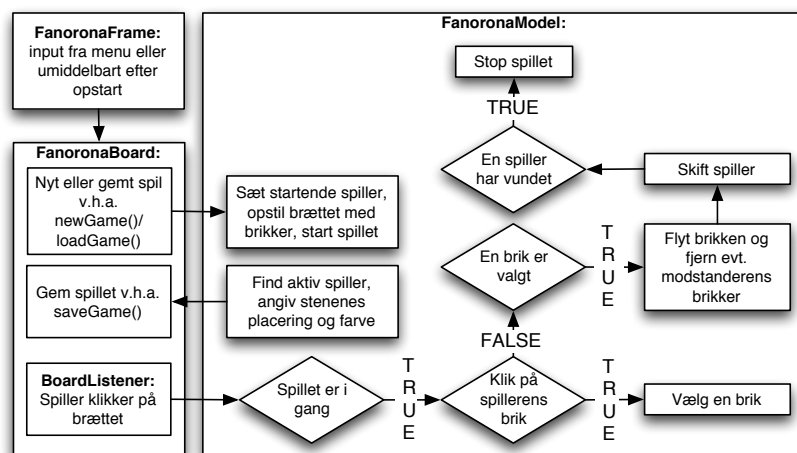 FanoronaFrame:
input fra menu eller
umiddelbart efter
opstart
FanoronaBoard:
Nyt eller gemt spil
v.h.a.
newGame()/
loadGame()
Gem spillet v.h.a.
saveGame()
BoardListener:
Spiller klikker på
brættet
FanoronaModel:
Stop spillet
TRUE
En spiller
har vundet
Skift spiller
Sæt startende spiller,
opstil brættet med
brikker, start spillet
En brik er
valgt
TRUE
Flyt brikken og
fjern evt.
modstanderens
brikker
Find aktiv spiller,
angiv stenenes
placering og farve
FALSE
Spillet er i
gang
TRUE
Klik på
spillerens
brik
TRUE
Vælg en brik